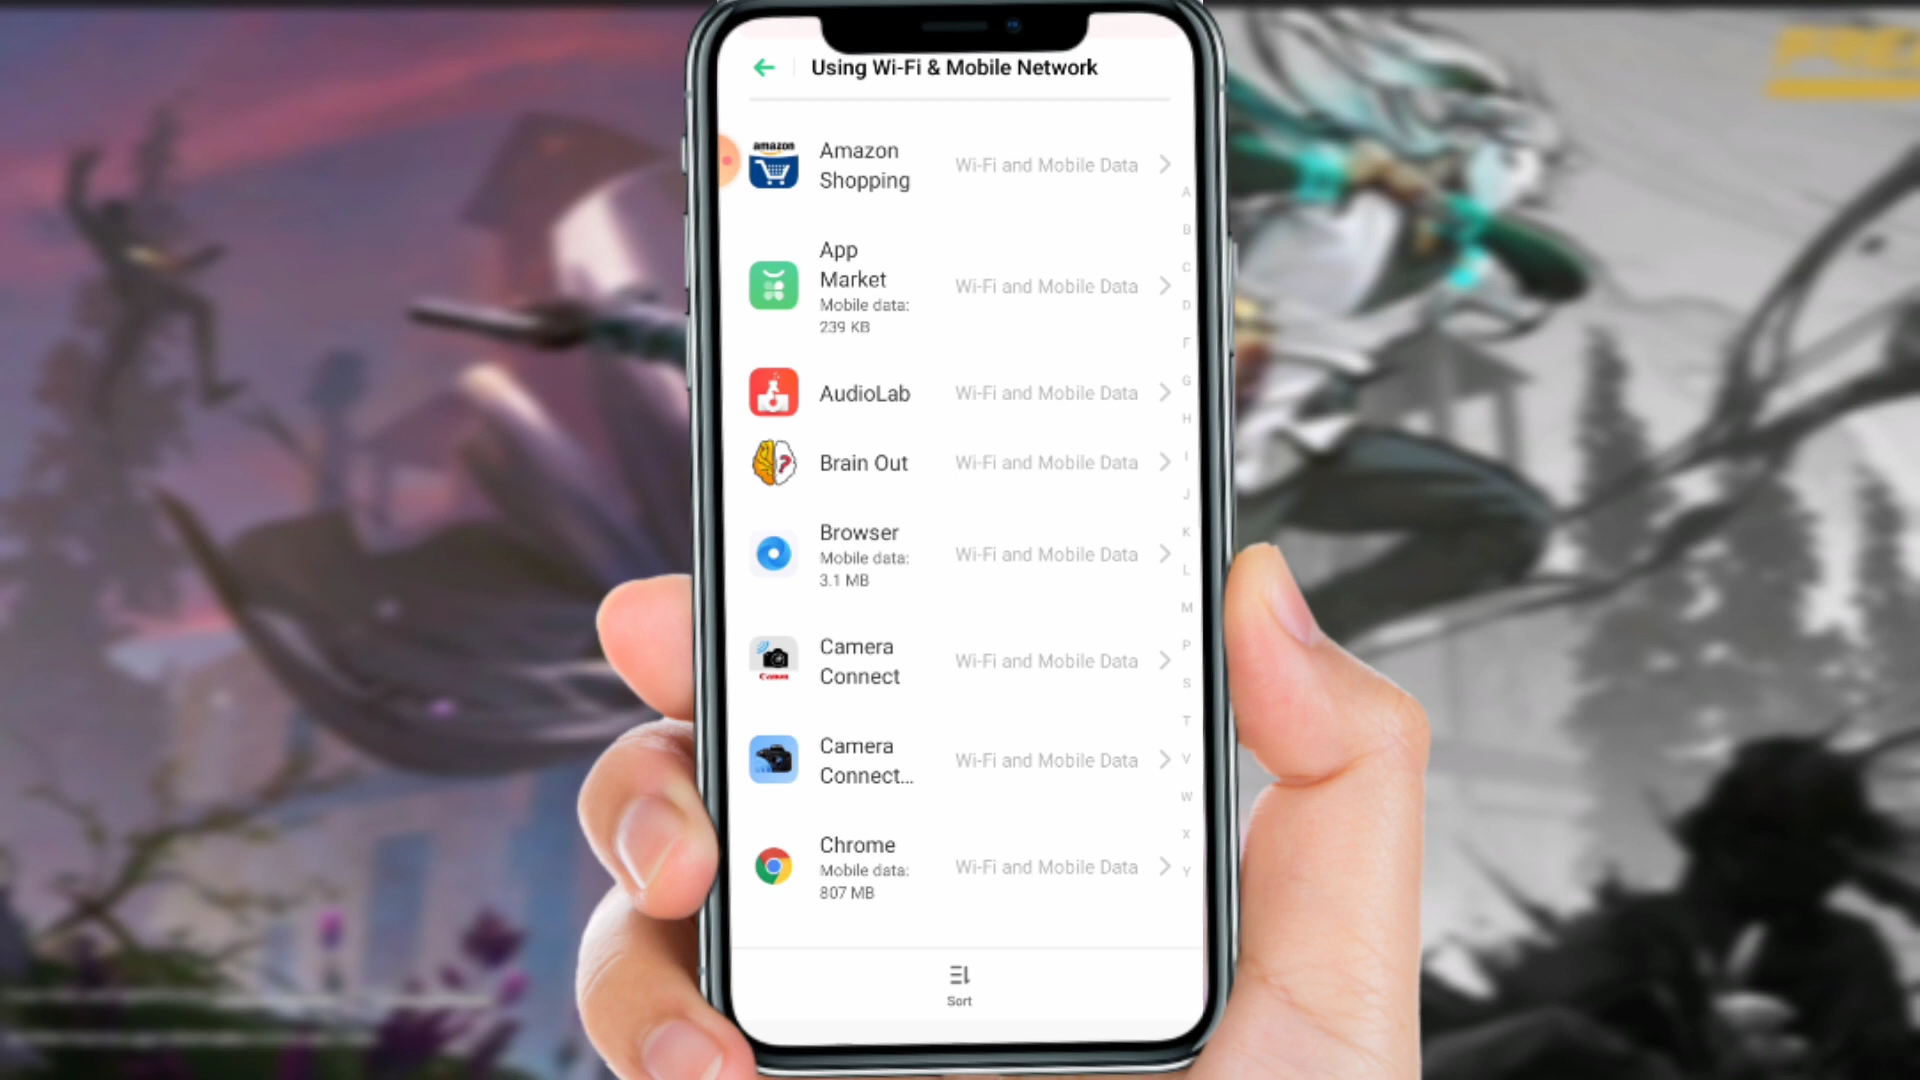 Using Wi-Fi & Mobile Network
amazon
Amazon
Shopping
Wi-Fi and Mobile Data
App
Market
Mobile data:
239 KB
Wi-Fi and Mobile Data
AudioLab
Wi-Fi and Mobile Data
Brain Out
Wi-Fi and Mobile Data
Browser
Mobile data:
3.1 MB
Wi-Fi and Mobile Data
Camera
Connect
Canon
Wi-Fi and Mobile Data
Camera
Connect...
Wi-Fi and Mobile Data
Chrome
Mobile data:
807 MB
Wi-Fi and Mobile Data
A
B
C
D
F
G
H
I
J
K
L
M
P
S
T
V
W
X
Y
Sort